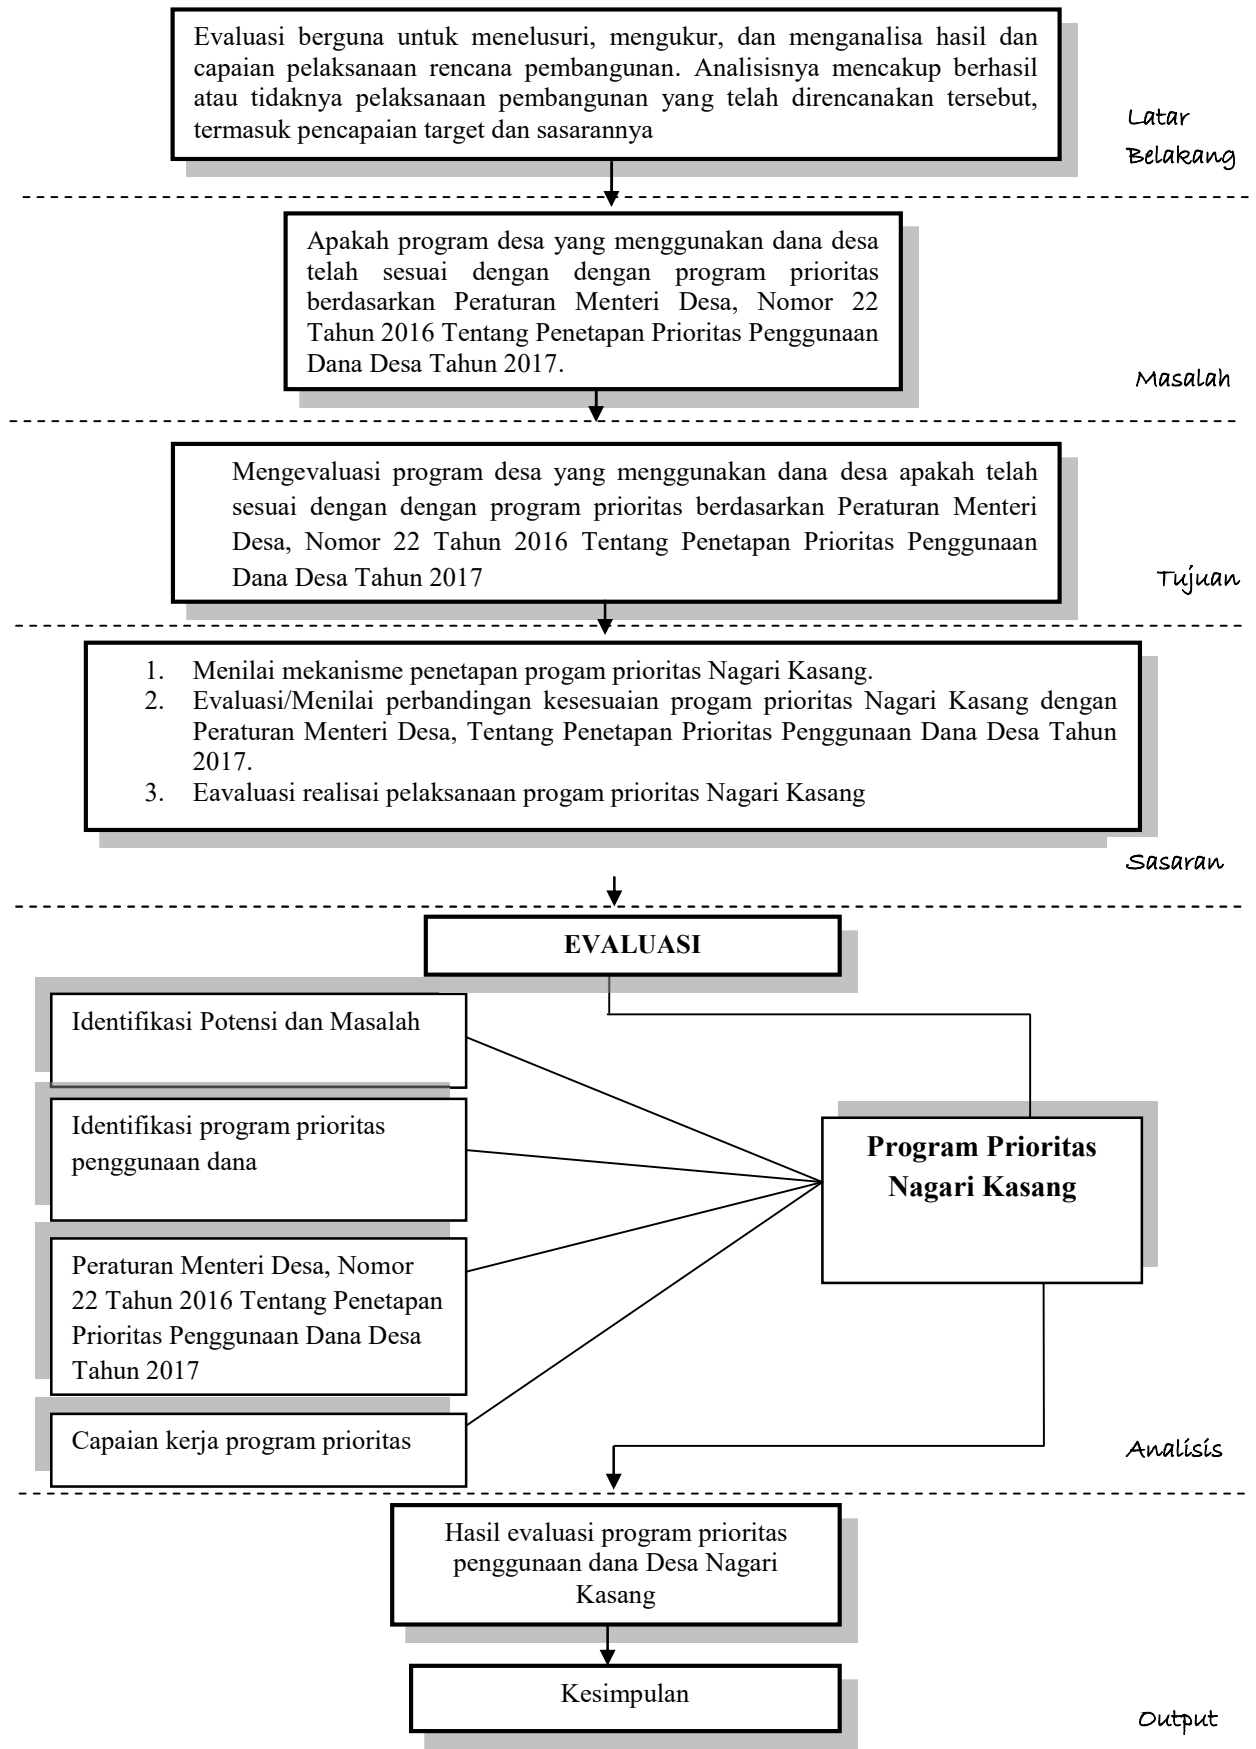 Evaluasi berguna untuk menelusuri, mengukur, dan menganalisa hasil dan
capaian pelaksanaan rencana pembangunan. Analisisnya mencakup berhasil
atau tidaknya pelaksanaan pembangunan yang telah direncanakan tersebut,
termasuk pencapaian target dan sasarannya
Latar
Belakang
Apakah program desa yang menggunakan dana desa
telah sesuai dengan dengan program prioritas
berdasarkan Peraturan Menteri Desa, Nomor 22
Tahun 2016 Tentang Penetapan Prioritas Penggunaan
Dana Desa Tahun 2017.
Masalah
Mengevaluasi program desa yang menggunakan dana desa apakah telah
sesuai dengan dengan program prioritas berdasarkan Peraturan Menteri
Desa, Nomor 22 Tahun 2016 Tentang Penetapan Prioritas Penggunaan
Dana Desa Tahun 2017
Tujuan
1. Menilai mekanisme penetapan progam prioritas Nagari Kasang.
2. Evaluasi/Menilai perbandingan kesesuaian progam prioritas Nagari Kasang dengan
Peraturan Menteri Desa, Tentang Penetapan Prioritas Penggunaan Dana Desa Tahun
2017.
3. Eavaluasi realisai pelaksanaan progam prioritas Nagari Kasang
Sasaran
EVALUASI
Identifikasi Potensi dan Masalah
Identifikasi program prioritas
penggunaan dana
Peraturan Menteri Desa, Nomor
22 Tahun 2016 Tentang Penetapan
Prioritas Penggunaan Dana Desa
Tahun 2017
Capaian kerja program prioritas
Program Prioritas
Nagari Kasang
Analisis
Hasil evaluasi program prioritas
penggunaan dana Desa Nagari
Kasang
Kesimpulan
Output